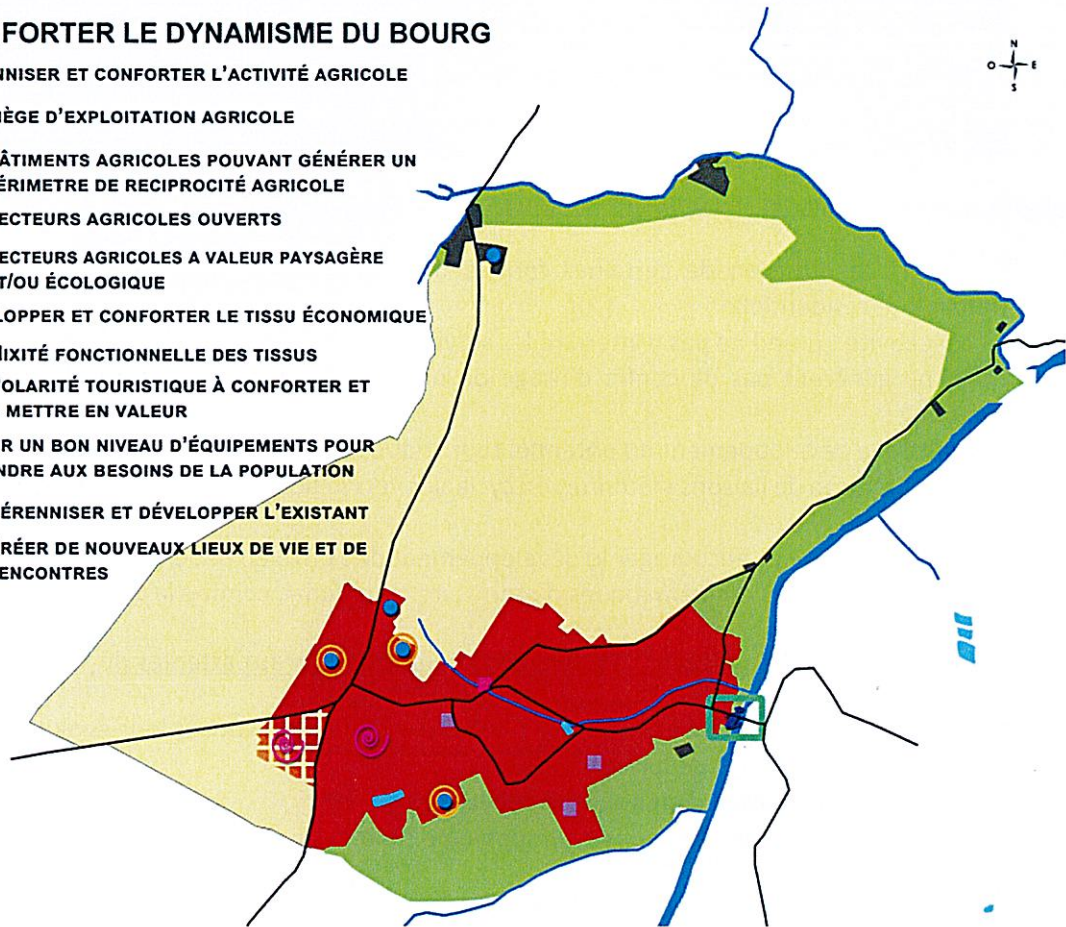 FORTER LE DYNAMISME DU BOURG
NNISER ET CONFORTER L'ACTIVITÉ AGRICOLE
IÈGE D'EXPLOITATION AGRICOLE
ÂTIMENTS AGRICOLES POUVANT GÉNÉRER UN
ÉRIMETRE DE RECIPROCITÉ AGRICOLE
ECTEURS AGRICOLES OUVERTS
ECTEURS AGRICOLES A VALEUR PAYSAGÈRE
T/OU ÉCOLOGIQUE
LOPPER ET CONFORTER LE TISSU ÉCONOMIQUE
IXITÉ FONCTIONNELLE DES TISSUS
OLARITÉ TOURISTIQUE À CONFORTER ET
METTRE EN VALEUR
R UN BON NIVEAU D'ÉQUIPEMENTS POUR
NDRE AUX BESOINS DE LA POPULATION
ÉRENNISER ET DÉVELOPPER L'EXISTANT
RÉER DE NOUVEAUX LIEUX DE VIE ET DE
ENCONTRES
N
O E
S